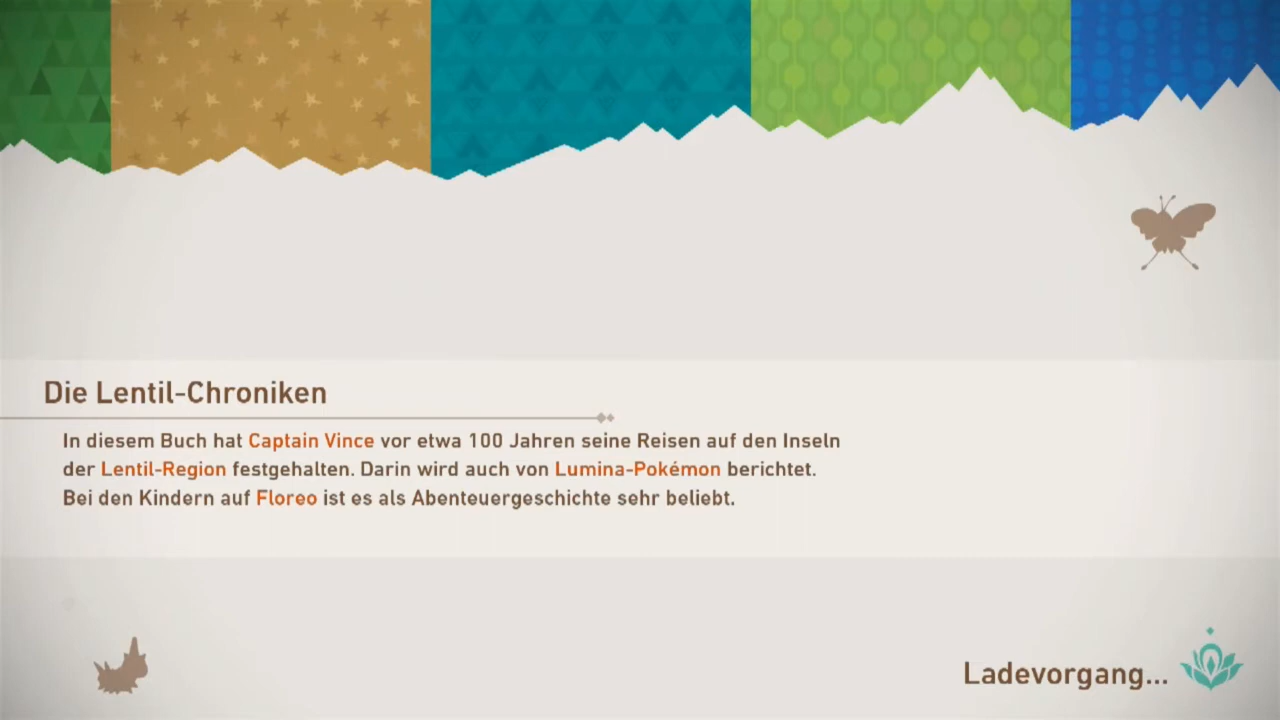 Die Lentil-Chroniken
In diesem Buch hat Captain Vince vor etwa 100 Jahren seine Reisen auf den Inseln
der Lentil-Region festgehalten. Darin wird auch von Lumina-Pokémon berichtet.
Bei den Kindern auf Floreo ist es als Abenteuergeschichte sehr beliebt.
Ladevorgang...